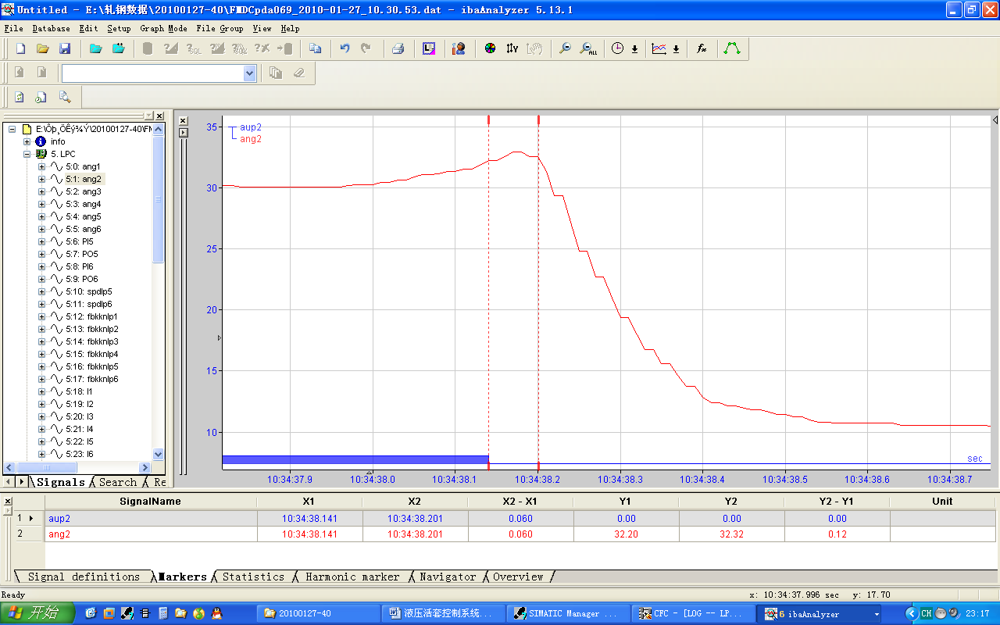 Untitled - E:\轧钢数据\20100127-40\FMDCpda069_2010-01-27_10.30.53.dat - ibaAnalyzer 5.13.1
File Database Edit Setup Graph Mode File Group View Help
SQL
ALL
fx
E:\Ôþ¸ÖÊý¾Ý\20100127-40\FM
info
5. LPC
5:0: ang1
5:1: ang2
5:2: ang3
5:3: ang4
5:4: ang5
5:5: ang6
5:6: PI5
5:7: PO5
5:8: PI6
5:9: PO6
5:10: spdlp5
5:11: spdlp6
5:12: fbkknlp1
5:13: fbkknlp2
5:14: fbkknlp3
5:15: fbkknlp4
5:16: fbkknlp5
5:17: fbkknlp6
5:18: I1
5:19: I2
5:20: I3
5:21: I4
5:22: I5
5:23: I6
Signals Search Re
aup2
ang2
35
30
25
20
15
10
sec
10:34:37.9 10:34:38.0 10:34:38.1 10:34:38.2 10:34:38.3 10:34:38.4 10:34:38.5 10:34:38.6 10:34:38.7
SignalName X1 X2 X2 - X1 Y1 Y2 Y2 - Y1 Unit
1 aup2 10:34:38.141 10:34:38.201 0.060 0.00 0.00 0.00
2 ang2 10:34:38.141 10:34:38.201 0.060 32.20 32.32 0.12
Signal definitions Markers Statistics Harmonic marker Navigator Overview
Ready x: 10:34:37.996 sec y: 17.70
开始 20100127-40 液压活套控制系统... SIMATIC Manager ... CFC - [LOG -- LP... 6 ibaAnalyzer CH 23:17